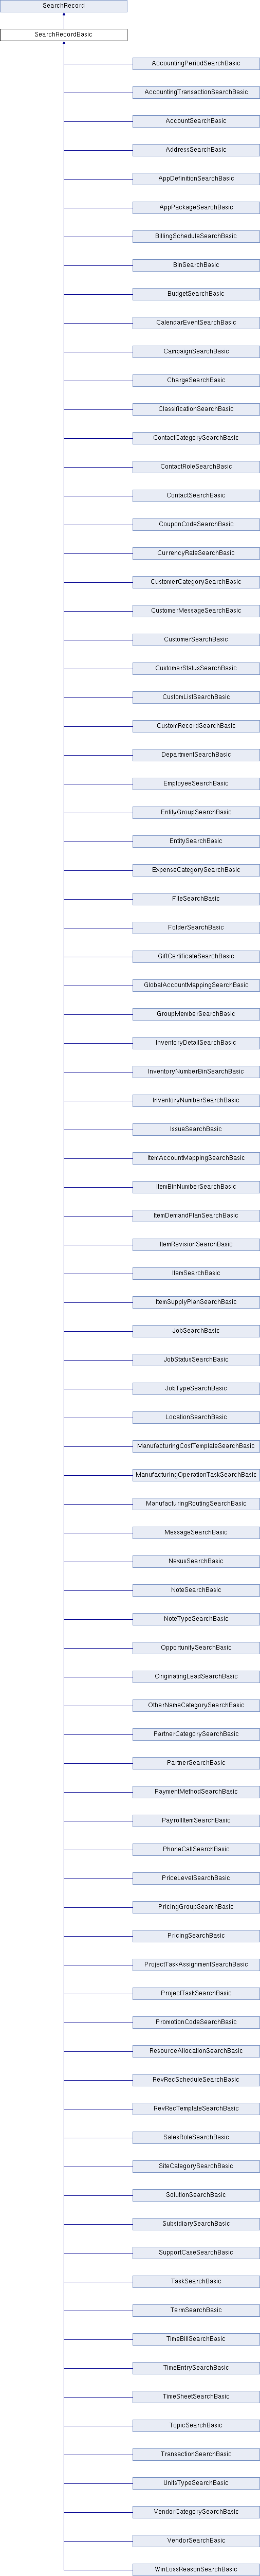 SearchRecord
SearchRecordBasic
AccountingPeriodSearchBasic
AccountingTransactionSearchBasic
AccountSearchBasic
AddressSearchBasic
AppDefinitionSearchBasic
AppPackageSearchBasic
BillingScheduleSearchBasic
BinSearchBasic
BudgetSearchBasic
CalendarEventSearchBasic
CampaignSearchBasic
ChargeSearchBasic
ClassificationSearchBasic
ContactCategorySearchBasic
ContactRoleSearchBasic
ContactSearchBasic
CouponCodeSearchBasic
CurrencyRateSearchBasic
CustomerCategorySearchBasic
CustomerMessageSearchBasic
CustomerSearchBasic
CustomerStatusSearchBasic
CustomListSearchBasic
CustomRecordSearchBasic
DepartmentSearchBasic
EmployeeSearchBasic
EntityGroupSearchBasic
EntitySearchBasic
ExpenseCategorySearchBasic
FileSearchBasic
FolderSearchBasic
GiftCertificateSearchBasic
GlobalAccountMappingSearchBasic
GroupMemberSearchBasic
InventoryDetailSearchBasic
InventoryNumberBinSearchBasic
InventoryNumberSearchBasic
IssueSearchBasic
ItemAccountMappingSearchBasic
ItemBinNumberSearchBasic
ItemDemandPlanSearchBasic
ItemRevisionSearchBasic
ItemSearchBasic
ItemSupplyPlanSearchBasic
JobSearchBasic
JobStatusSearchBasic
JobTypeSearchBasic
LocationSearchBasic
ManufacturingCostTemplateSearchBasic
ManufacturingOperationTaskSearchBasic
ManufacturingRoutingSearchBasic
MessageSearchBasic
NexusSearchBasic
NoteSearchBasic
NoteTypeSearchBasic
OpportunitySearchBasic
OriginatingLeadSearchBasic
OtherNameCategorySearchBasic
PartnerCategorySearchBasic
PartnerSearchBasic
PaymentMethodSearchBasic
PayrollItemSearchBasic
PhoneCallSearchBasic
PriceLevelSearchBasic
PricingGroupSearchBasic
PricingSearchBasic
ProjectTaskAssignmentSearchBasic
ProjectTaskSearchBasic
PromotionCodeSearchBasic
ResourceAllocationSearchBasic
RevRecScheduleSearchBasic
RevRecTemplateSearchBasic
SalesRoleSearchBasic
SiteCategorySearchBasic
SolutionSearchBasic
SubsidiarySearchBasic
SupportCaseSearchBasic
TaskSearchBasic
TermSearchBasic
TimeBillSearchBasic
TimeEntrySearchBasic
TimeSheetSearchBasic
TopicSearchBasic
TransactionSearchBasic
UnitsTypeSearchBasic
VendorCategorySearchBasic
VendorSearchBasic
WinLossReasonSearchBasic